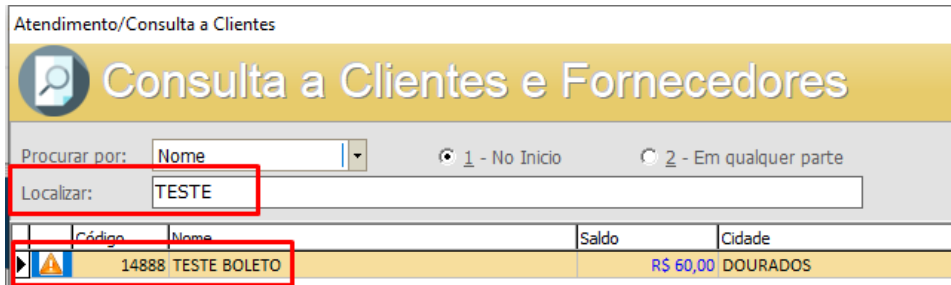 Atendimento/Consulta a Clientes
Consulta a Clientes e Fornecedores
Procurar por: Nome 1 - No Inicio 2 - Em qualquer parte
Localizar: TESTE
Código Nome Saldo Cidade
14888 TESTE BOLETO R$ 60,00 DOURADOS